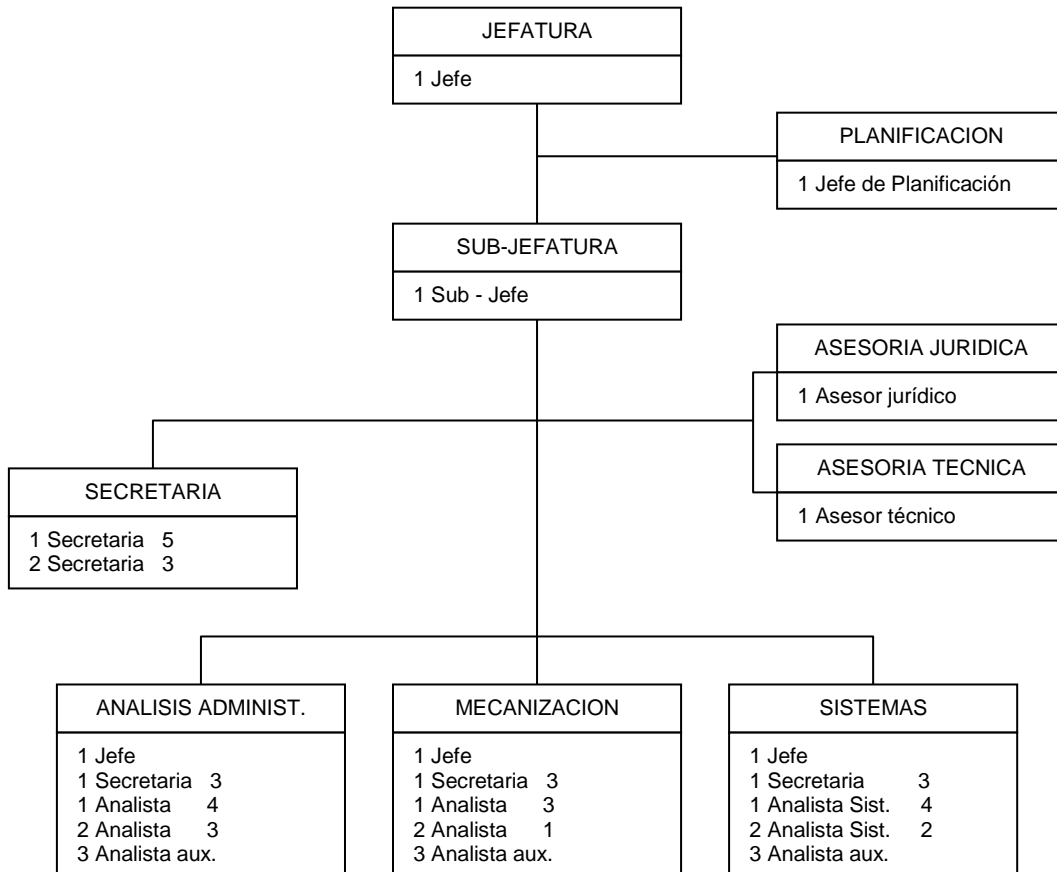 JEFATURA
1 Jefe
PLANIFICACION
1 Jefe de Planificación
SUB-JEFATURA
1 Sub - Jefe
ASESORIA JURIDICA
1 Asesor jurídico
ASESORIA TECNICA
1 Asesor técnico
SECRETARIA
1 Secretaria 5
2 Secretaria 3
ANALISIS ADMINIST.
1 Jefe
1 Secretaria 3
1 Analista 4
2 Analista 3
3 Analista aux.
MECANIZACION
1 Jefe
1 Secretaria 3
1 Analista 3
2 Analista 1
3 Analista aux.
SISTEMAS
1 Jefe
1 Secretaria 3
1 Analista Sist. 4
2 Analista Sist. 2
3 Analista aux.